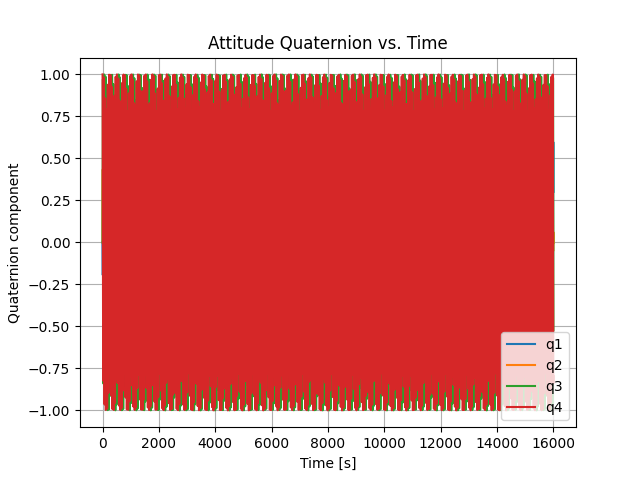 Attitude Quaternion vs. Time
1.00
0.75
0.50
0.25
0.00
−0.25
−0.50
−0.75
−1.00
Quaternion component
q1
q2
q3
q4
0 2000 4000 6000 8000 10000 12000 14000 16000
Time [s]